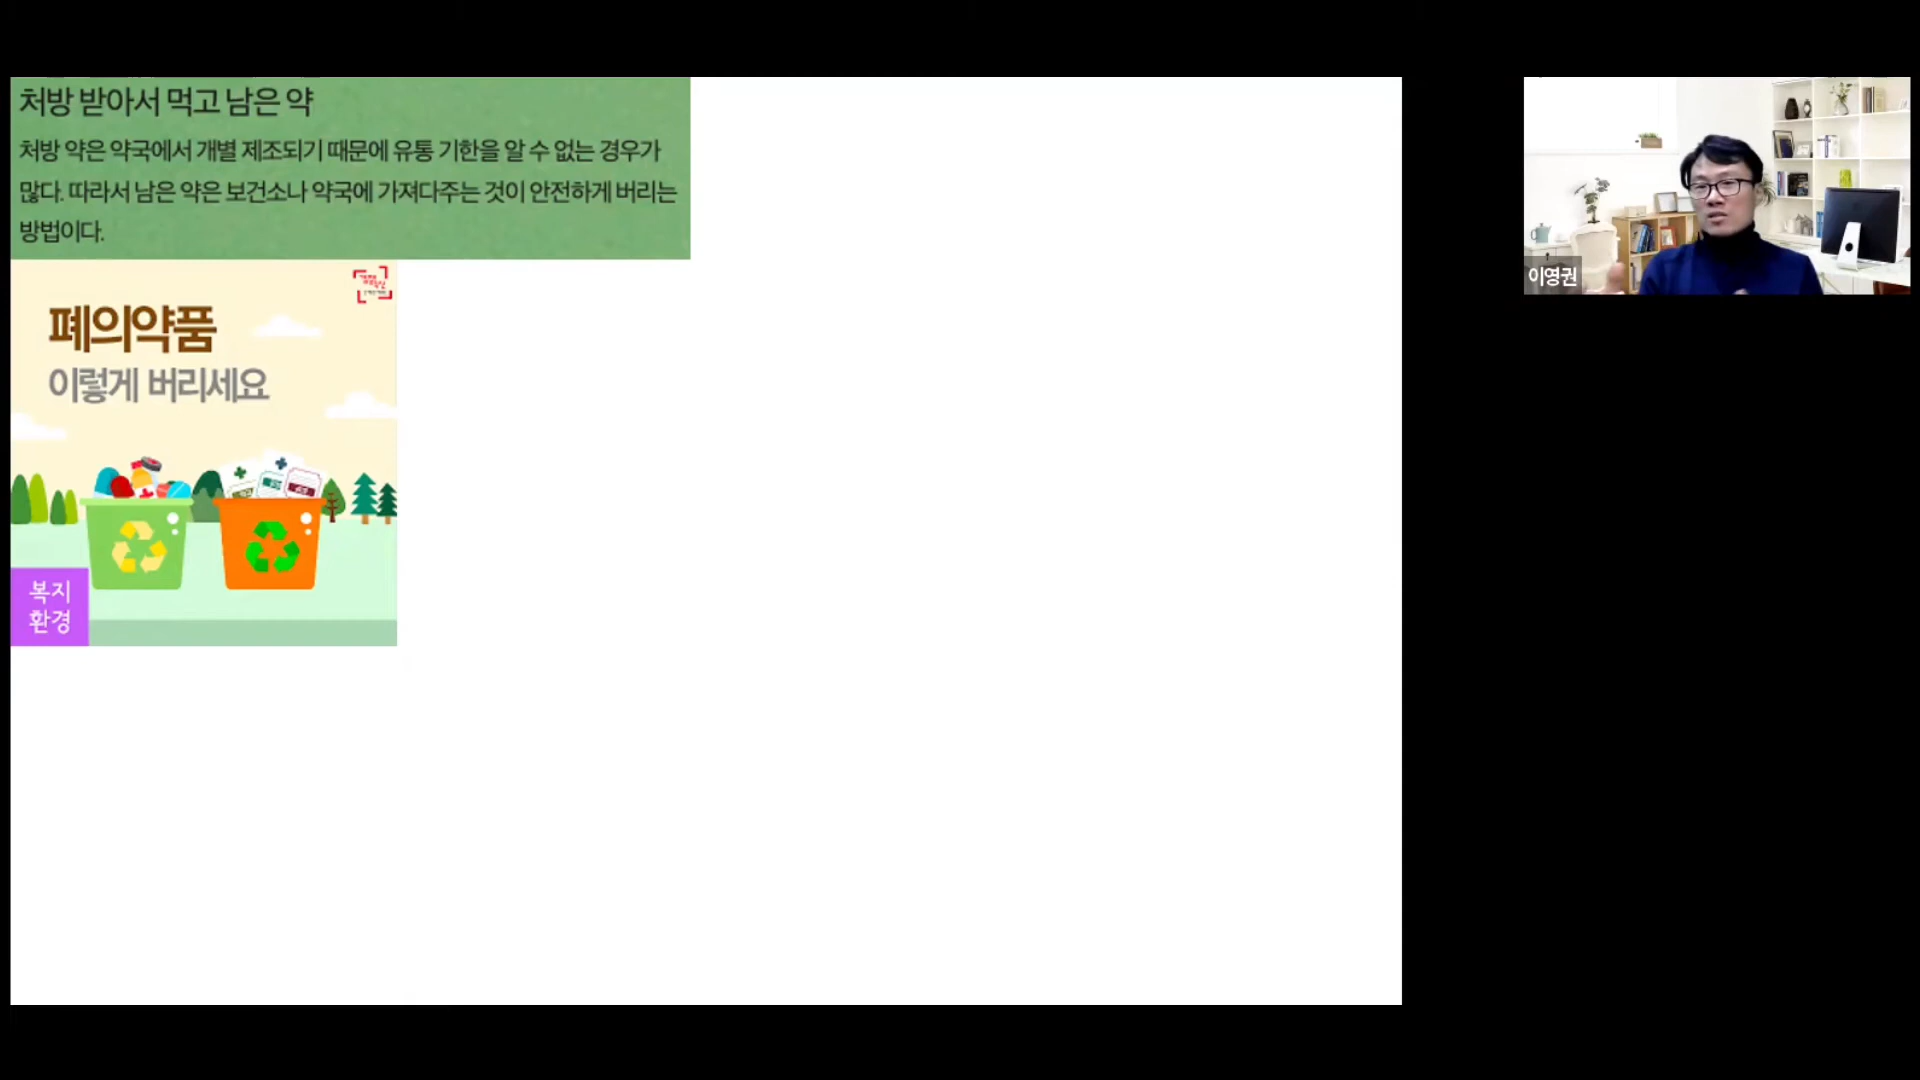 처방 받아서 먹고 남은 약
처방 약은 약국에서 개별 제조되기 때문에 유통 기한을 알 수 없는 경우가
많다. 따라서 남은 약은 보건소나 약국에 가져다주는 것이 안전하게 버리는
방법이다.
폐의약품
이렇게 버리세요
복지
환경
이영권